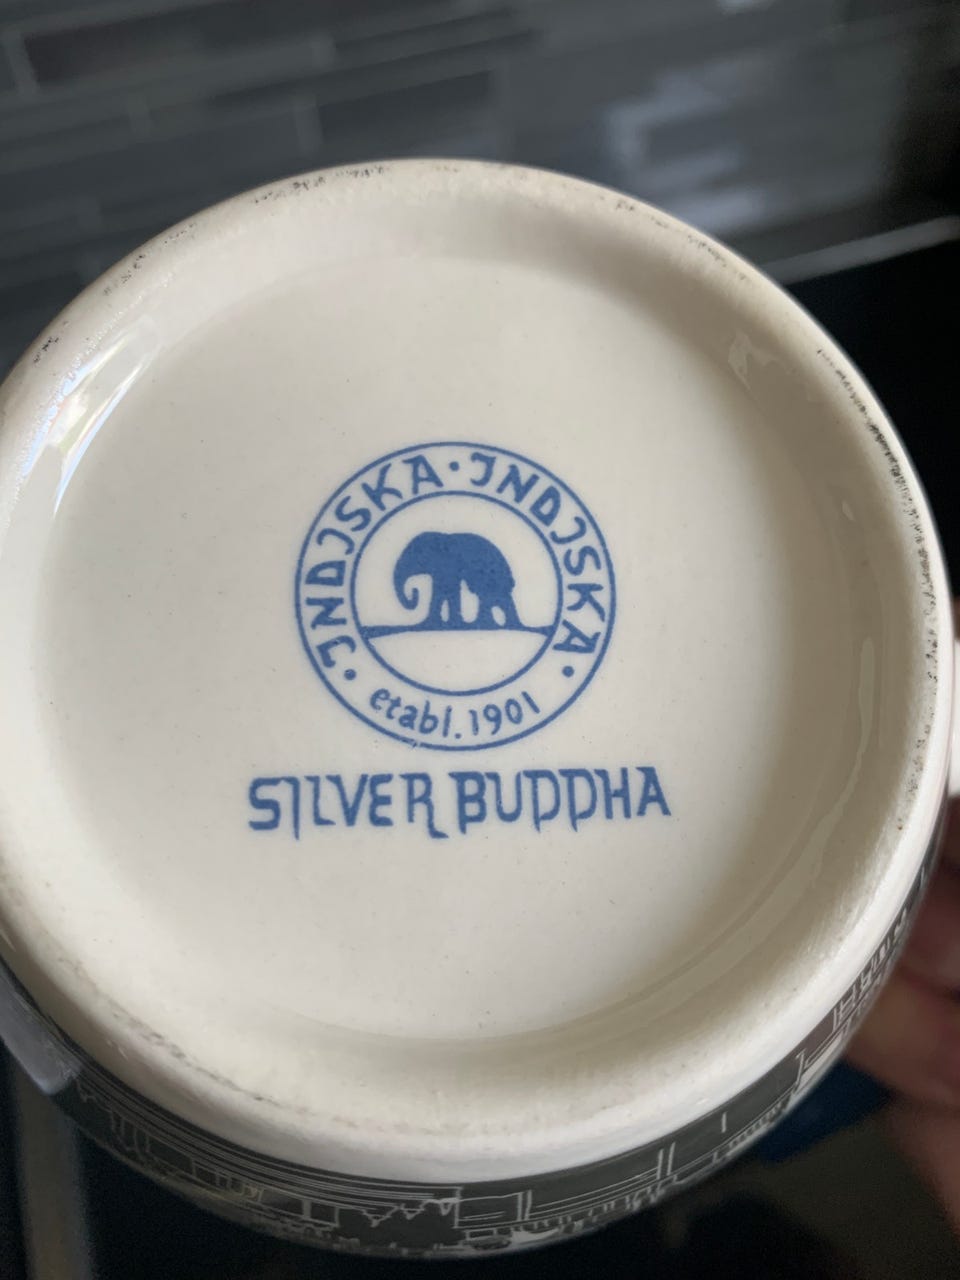 INDISKA · INDISKA ·
etabl. 1901
SILVER BUDDHA